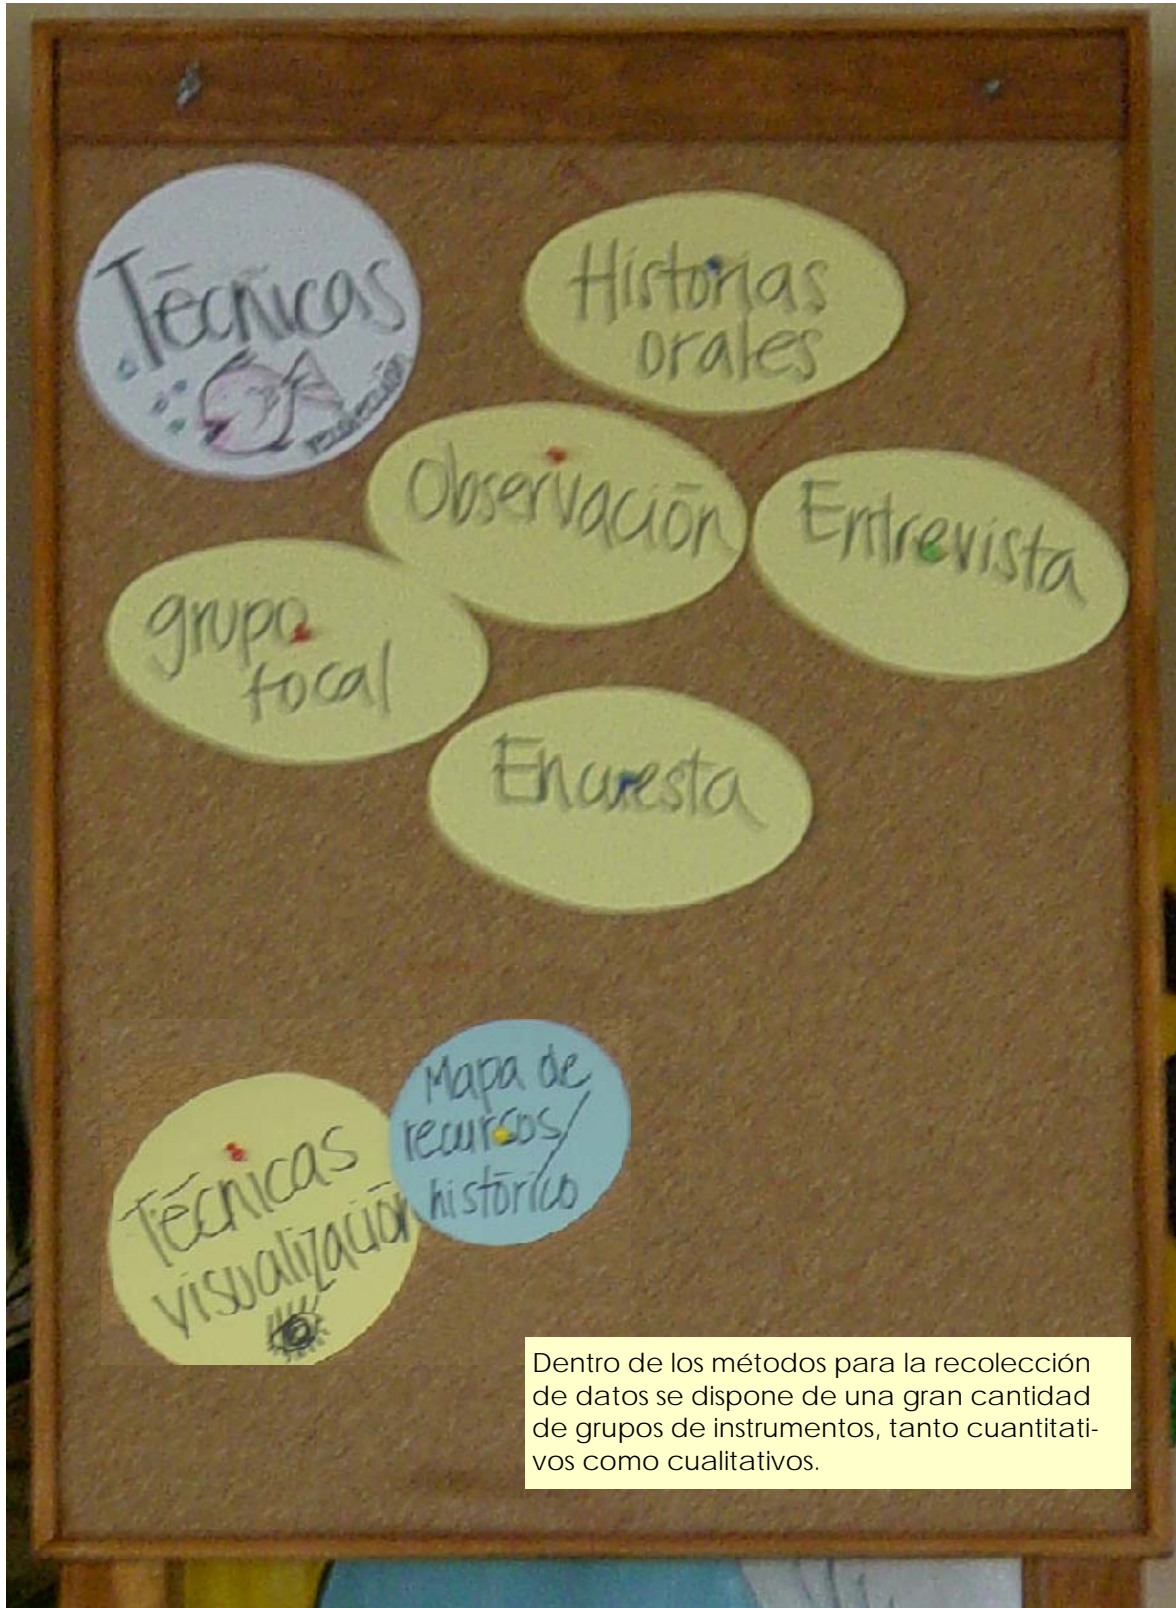 Técnicas
recolección
Historias
orales
Observación
Entrevista
grupo
focal
Encuesta
Mapa de
recursos/
histórico
Técnicas
visualización
Dentro de los métodos para la recolección
de datos se dispone de una gran cantidad
de grupos de instrumentos, tanto cuantitati-
vos como cualitativos.